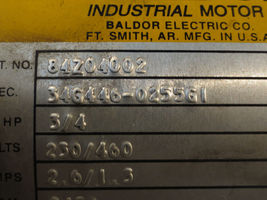 INDUSTRIAL MOTOR
BALDOR ELECTRIC CO.
FT. SMITH, AR. MFG. IN U.S.A
T. NO. 84Z04002
EC. 34G446-0255G1
HP 3/4
LTS 230/460
MPS 2.6/1.3